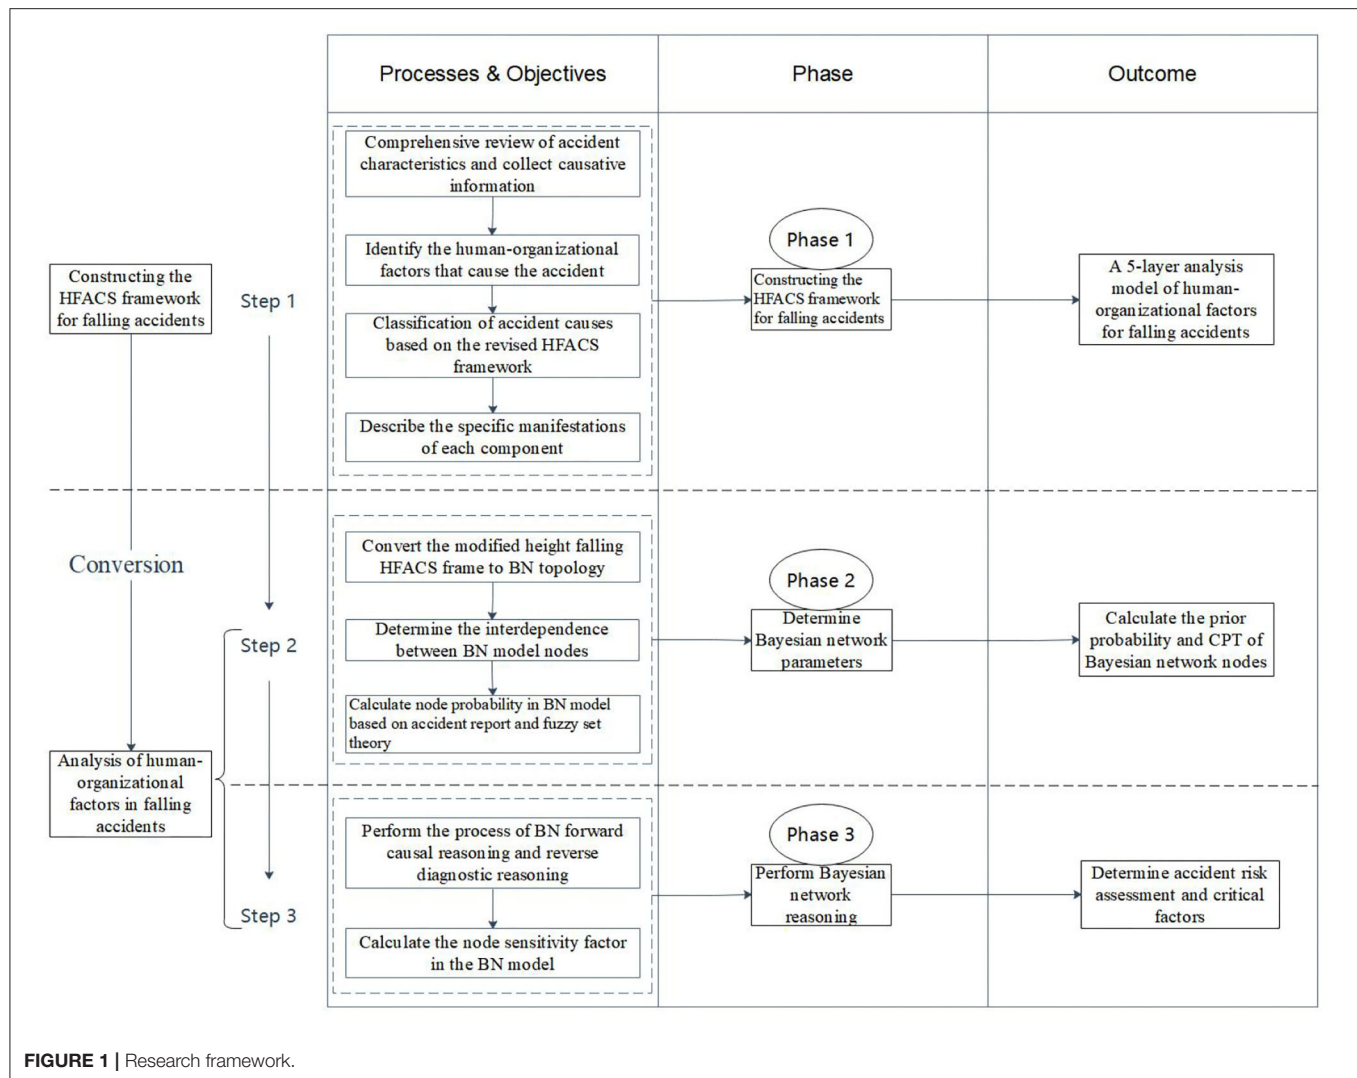 Processes & Objectives
Phase
Outcome
Constructing the
HFACS framework
for falling accidents
Conversion
Analysis of human-
organizational
factors in falling
accidents
Step 1
Step 2
Step 3
Comprehensive review of accident
characteristics and collect causative
information
Identify the human-organizational
factors that cause the accident
Classification of accident causes
based on the revised HFACS
framework
Describe the specific manifestations
of each component
Phase 1
Constructing the
HFACS framework
for falling accidents
A 5-layer analysis
model of human-
organizational factors
for falling accidents
Convert the modified height falling
HFACS frame to BN topology
Determine the interdependence
between BN model nodes
Calculate node probability in BN model
based on accident report and fuzzy set
theory
Phase 2
Determine
Bayesian network
parameters
Calculate the prior
probability and CPT of
Bayesian network nodes
Perform the process of BN forward
causal reasoning and reverse
diagnostic reasoning
Calculate the node sensitivity factor
in the BN model
Phase 3
Perform Bayesian
network
reasoning
Determine accident risk
assessment and critical
factors
FIGURE 1 | Research framework.